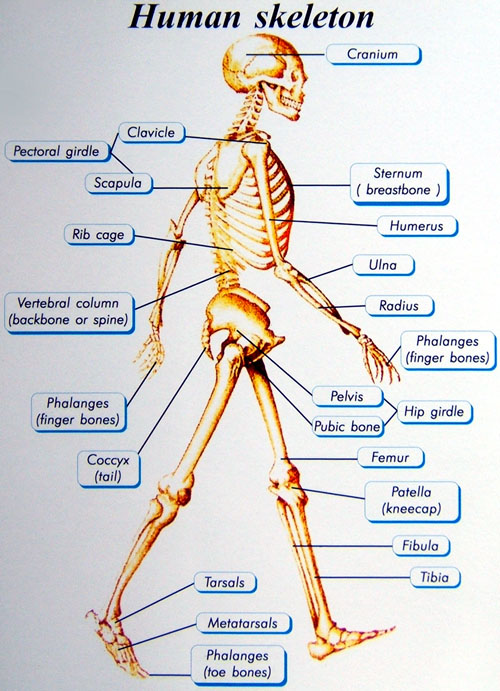 Human skeleton
Cranium
Clavicle
Pectoral girdle
Scapula
Sternum
( breastbone )
Humerus
Rib cage
Ulna
Radius
Vertebral column
(backbone or spine)
Phalanges
(finger bones)
Phalanges
(finger bones)
Pelvis
Hip girdle
Pubic bone
Coccyx
(tail)
Femur
Patella
(kneecap)
Fibula
Tibia
Tarsals
Metatarsals
Phalanges
(toe bones)